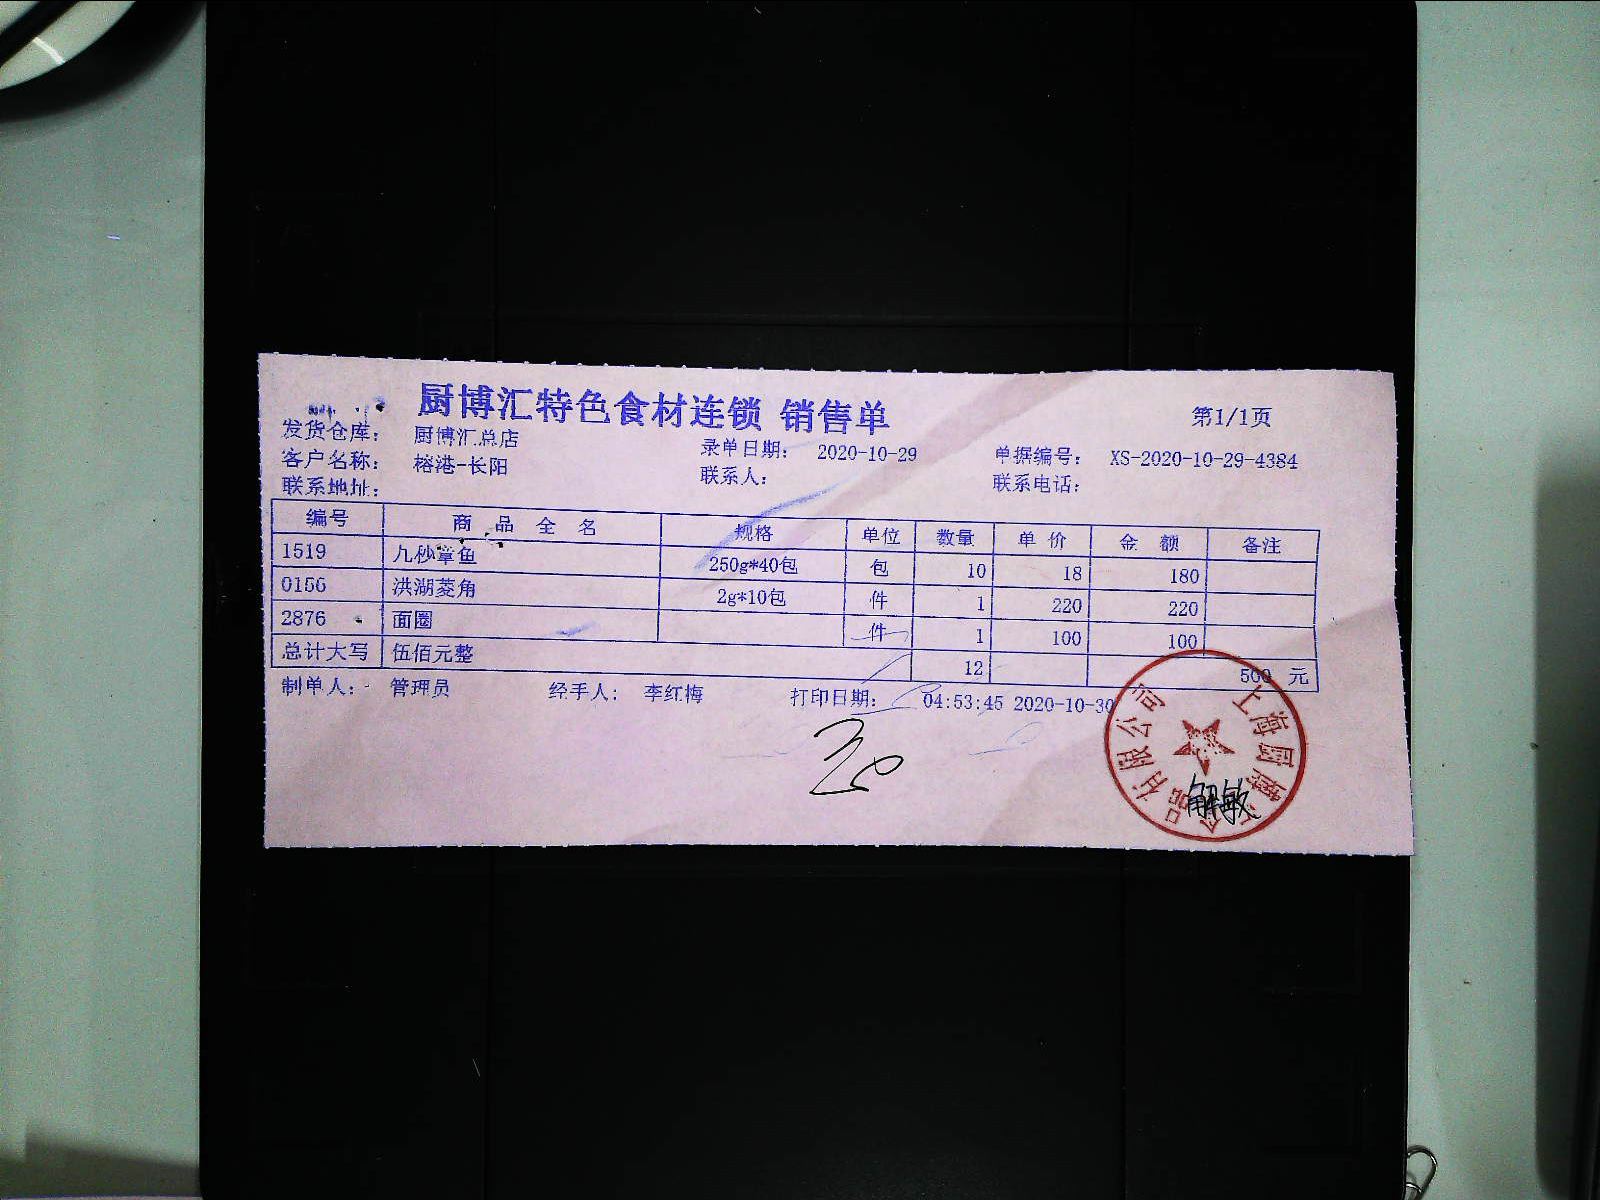 厨博汇特色食材连锁 销售单 第1/1页
发货仓库： 厨博汇总店 录单日期： 2020-10-29 单据编号： XS-2020-10-29-4384
客户名称： 榕港-长阳 联系人： 联系电话：
联系地址：
编号 商 品 全 名 规格 单位 数量 单 价 金 额 备注
1519 九秒章鱼 250g*40包 包 10 18 180
0156 洪湖菱角 2g*10包 件 1 220 220
2876 面圈 件 1 100 100
总计大写 伍佰元整 12 500 元
制单人： 管理员 经手人： 李红梅 打印日期： 04:53:45 2020-10-30
解敏